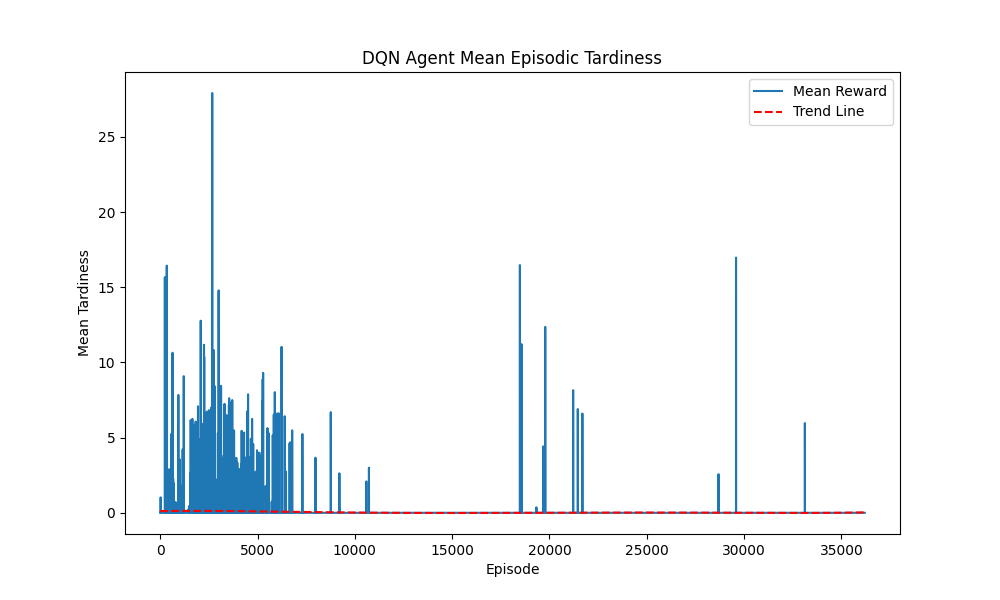 DQN Agent Mean Episodic Tardiness
Mean Reward
Trend Line
Mean Tardiness
25
20
15
10
5
0
0 5000 10000 15000 20000 25000 30000 35000
Episode